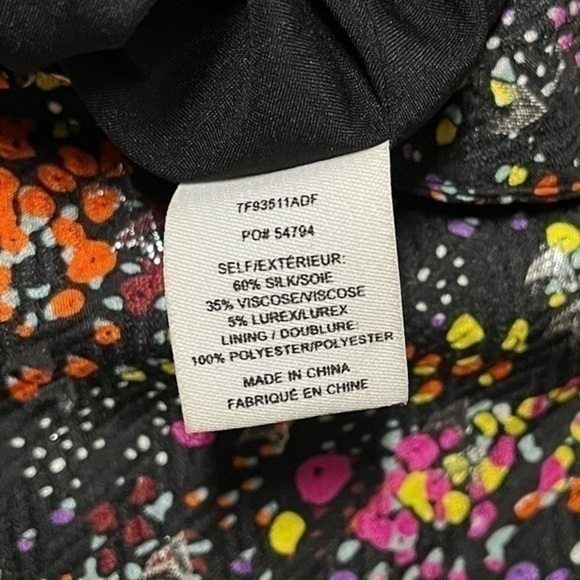 7F93511ADF
PO# 54794
SELF/EXTÉRIEUR:
60% SILK/SOIE
35% VISCOSE/VISCOSE
5% LUREX/LUREX
LINING / DOUBLURE:
100% POLYESTER/POLYESTER
MADE IN CHINA
FABRIQUÉ EN CHINE